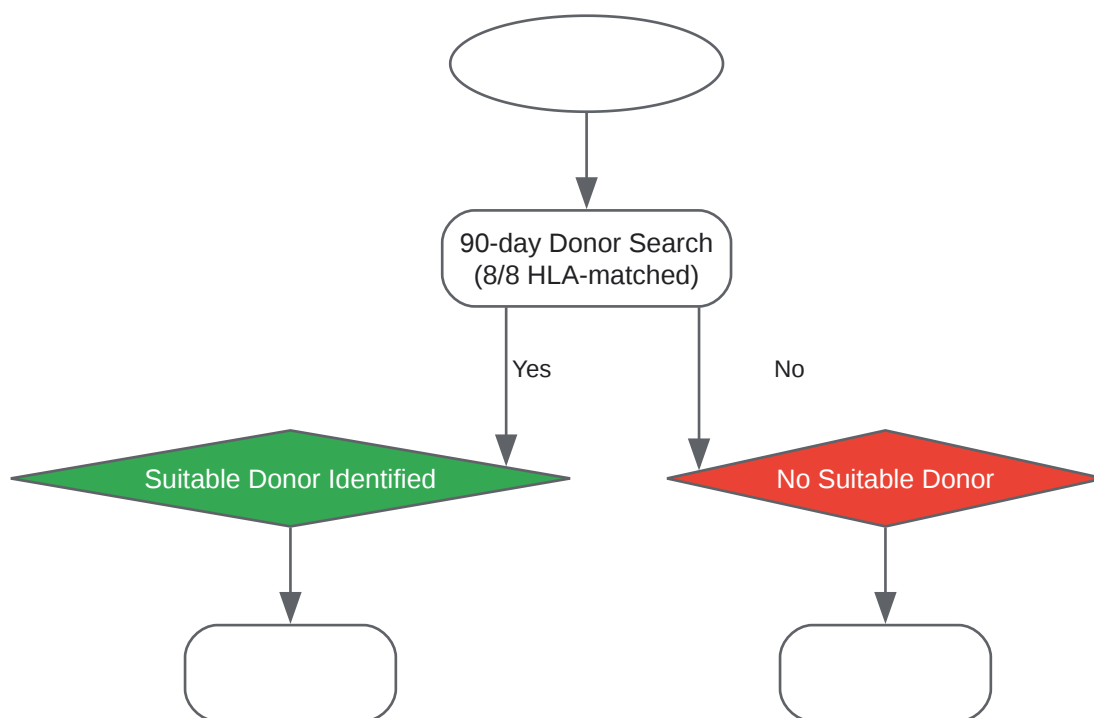 90-day Donor Search
(8/8 HLA-matched)
Yes
No
Suitable Donor Identified
No Suitable Donor